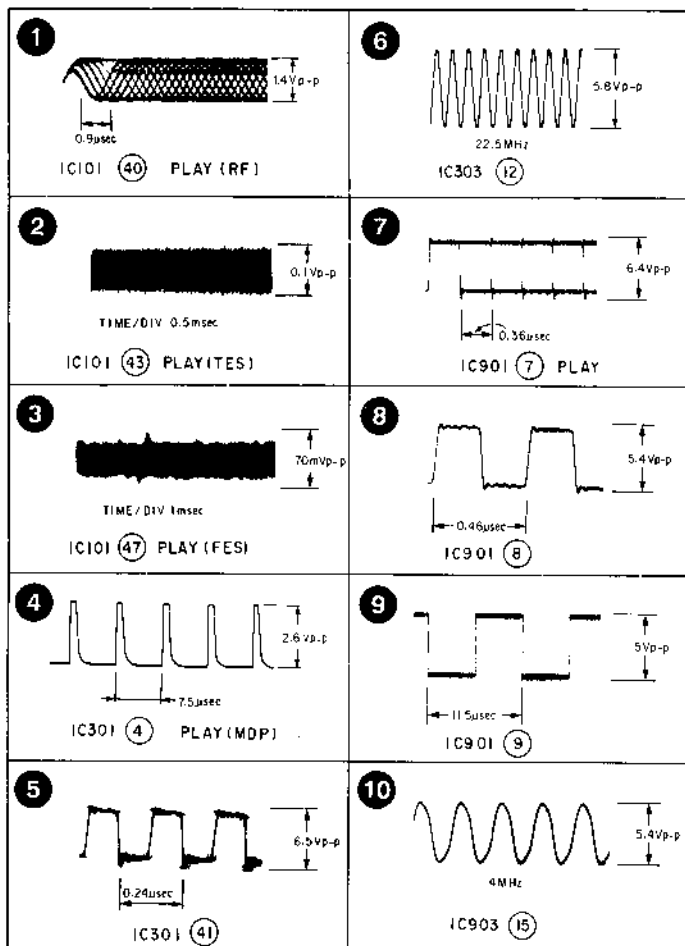 1
1.4Vp-p
0.9μsec
IC101 40 PLAY (RF)
2
0.1Vp-p
TIME/DIV 0.5msec
IC101 43 PLAY(TES)
3
70mVp-p
TIME/DIV 1msec
IC101 47 PLAY (FES)
4
2.6Vp-p
7.5μsec
IC301 4 PLAY(MDP)
5
6.5Vp-p
0.24μsec
IC301 41
6
5.8Vp-p
22.5MHz
IC303 12
7
6.4Vp-p
0.36μsec
IC901 7 PLAY
8
5.4Vp-p
0.46μsec
IC901 8
9
5Vp-p
11.5μsec
IC901 9
10
5.4Vp-p
4MHz
IC903 15